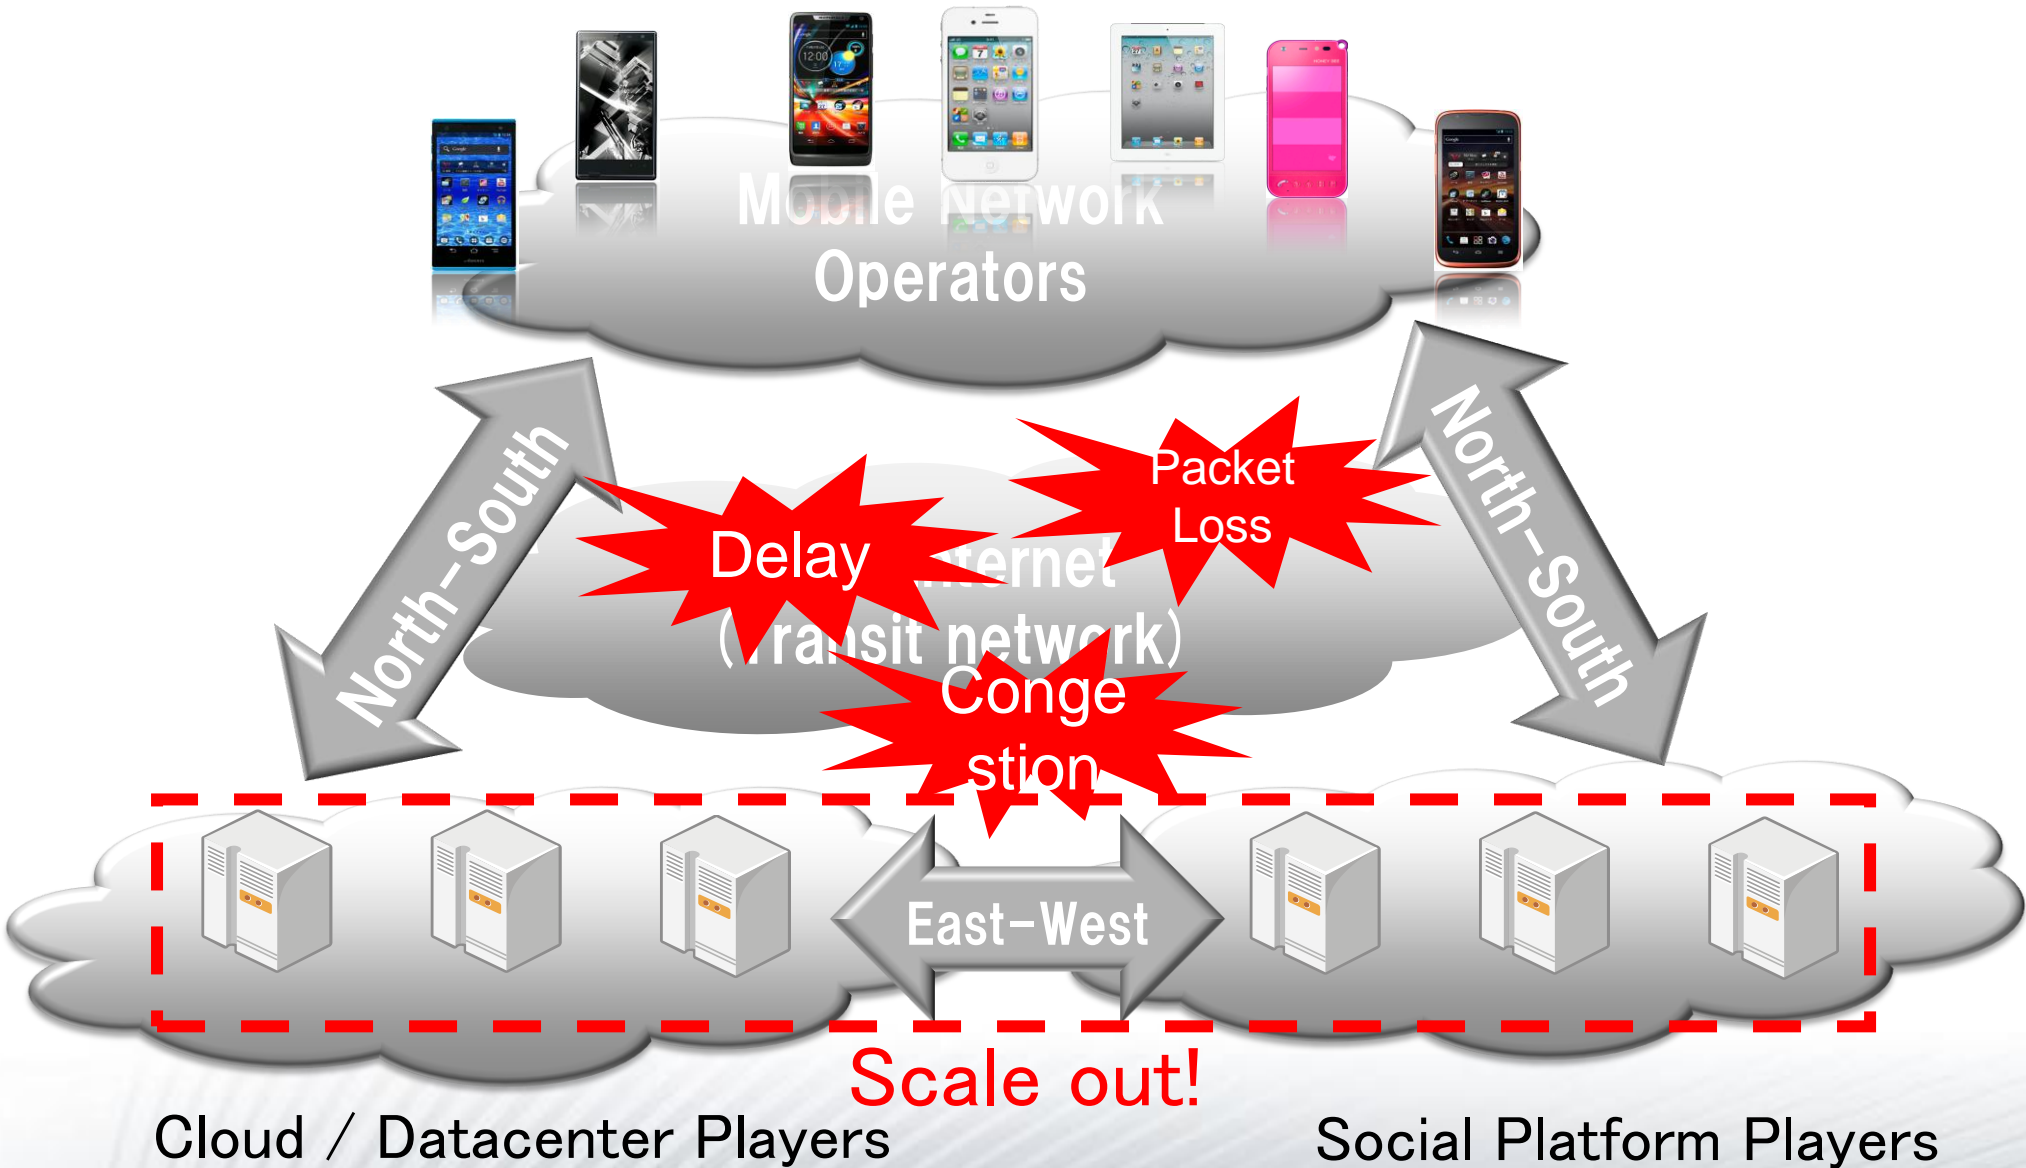 Mobile Network
Operators
North-South
North-South
Packet
Loss
Delay
Internet
(Transit network)
Conge
stion
East-West
Scale out!
Cloud / Datacenter Players
Social Platform Players